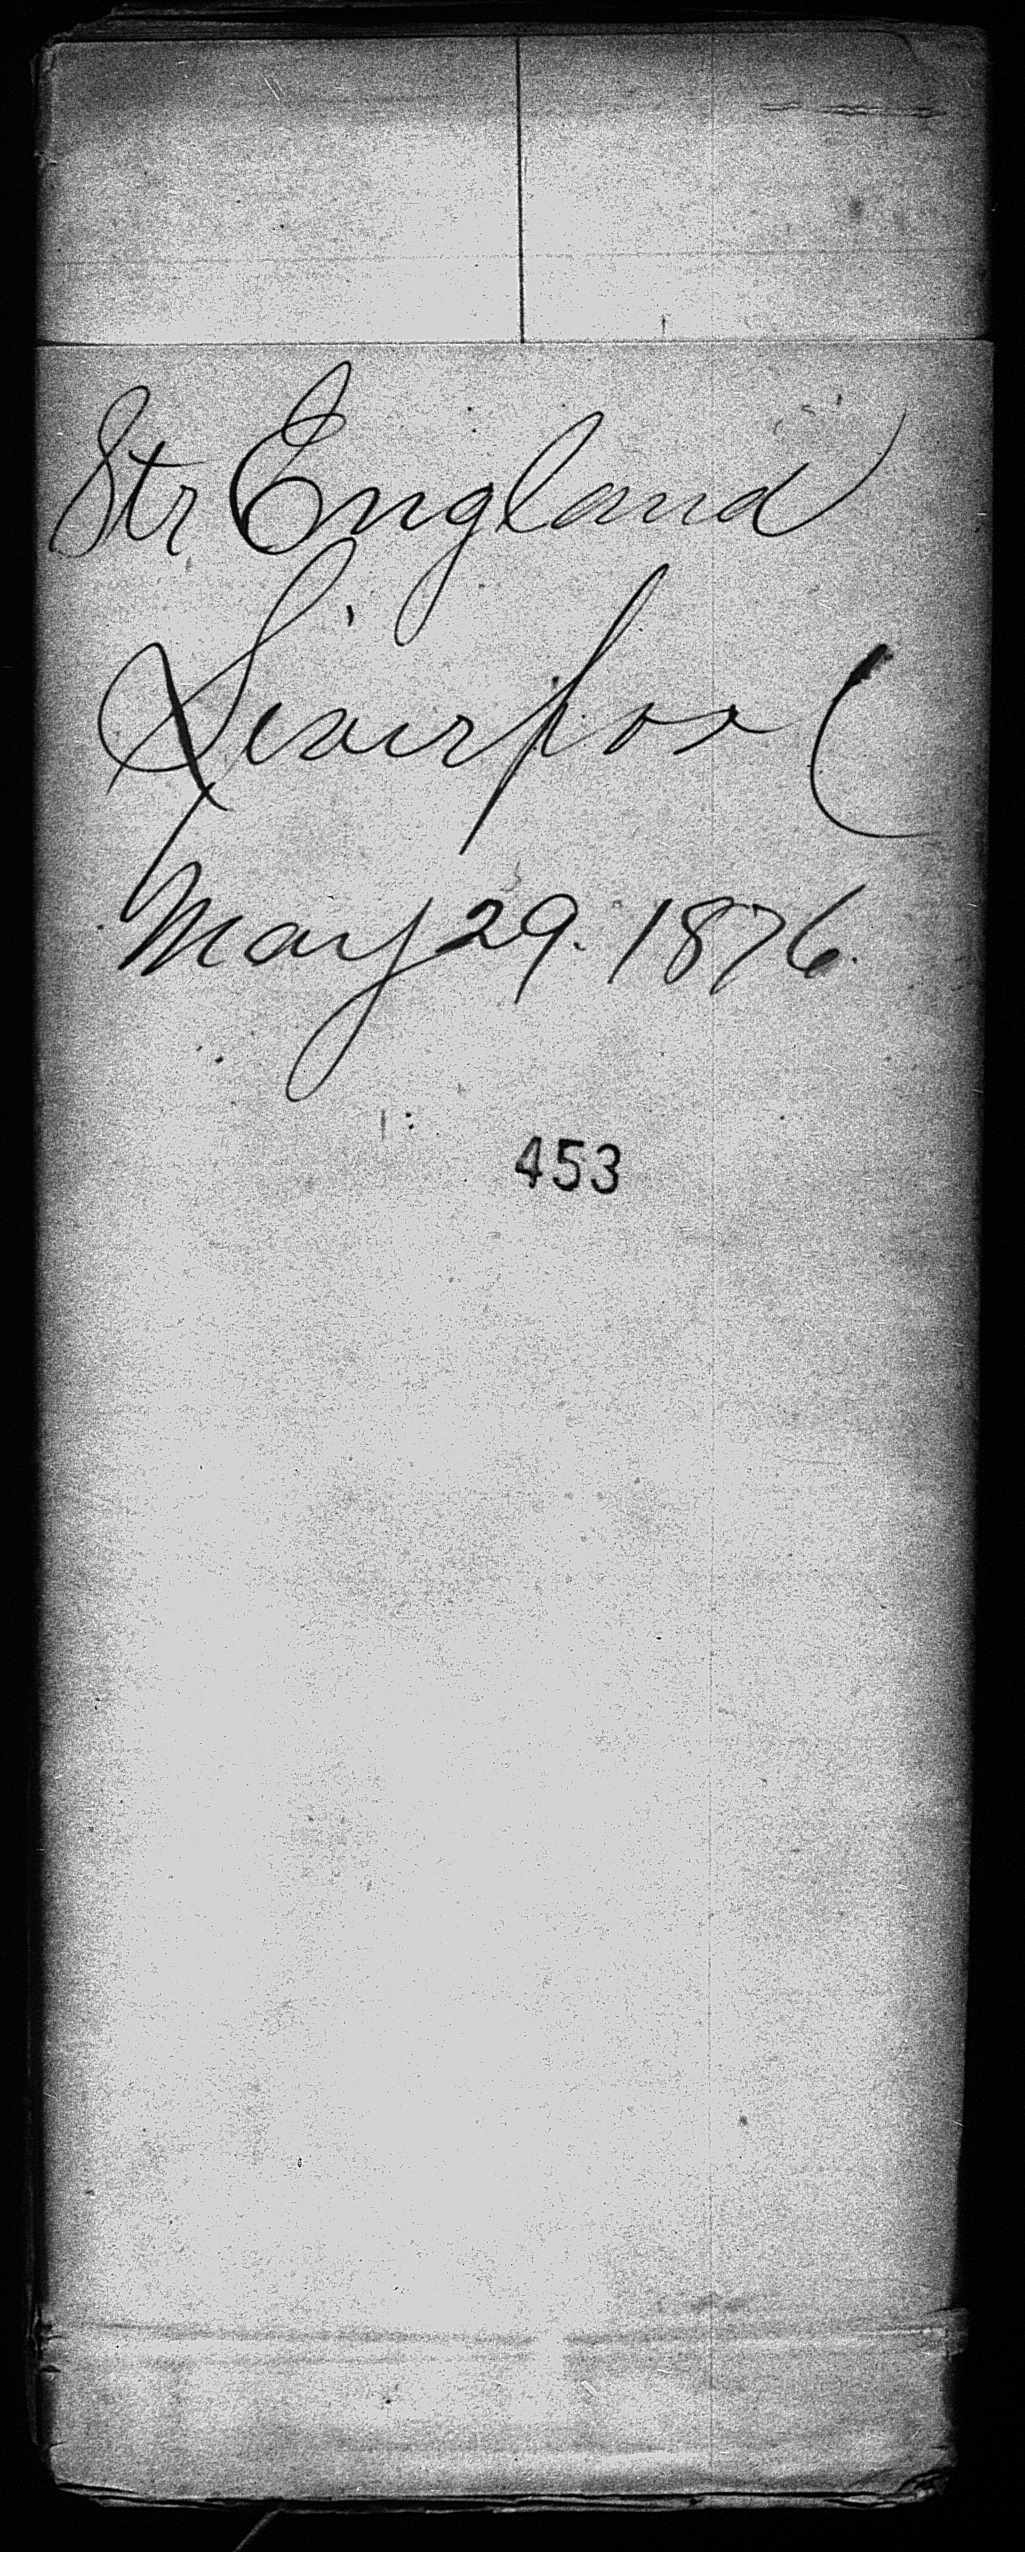 Str England
Liverpool
May 29. 1876.
453